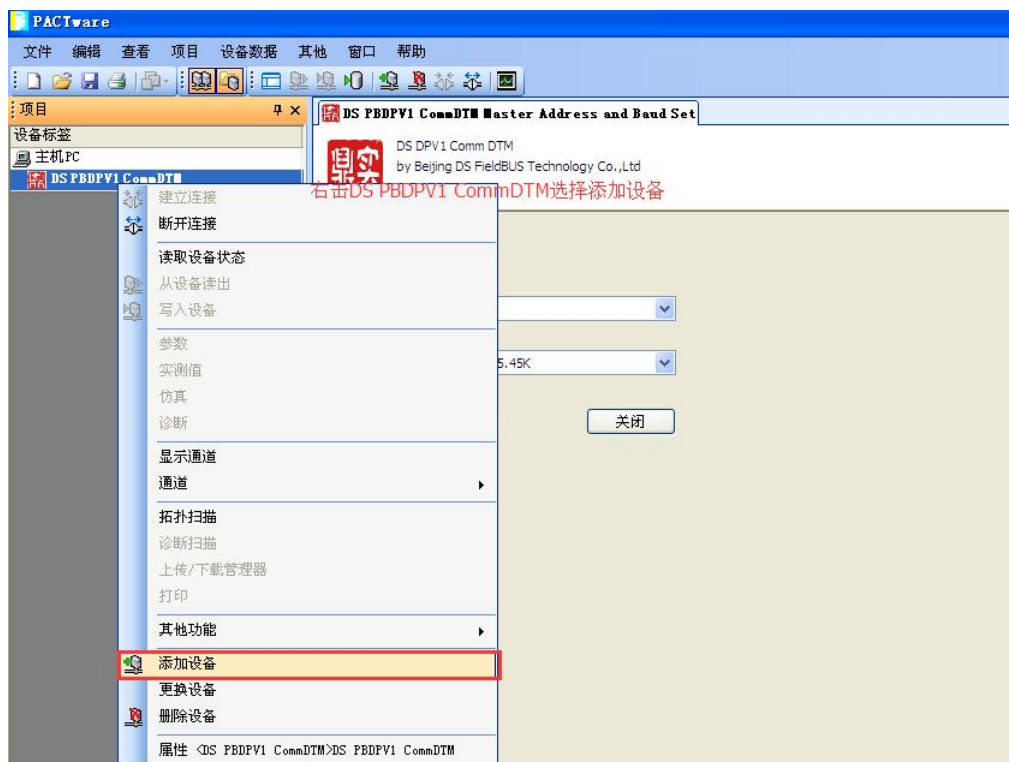 PACTware
文件 编辑 查看 项目 设备数据 其他 窗口 帮助
项目
DS PBDPV1 CommDTM Master Address and Baud Set
设备标签
主机PC
DS PBDPV1 CommDTM
鼎实
DS DPV1 Comm DTM
by Beijing DS FieldBUS Technology Co.,Ltd
右击DS PBDPV1 CommDTM选择添加设备
建立连接
断开连接
读取设备状态
从设备读出
写入设备
参数
实测值
5.45K
仿真
诊断
关闭
显示通道
通道
拓扑扫描
诊断扫描
上传/下载管理器
打印
其他功能
添加设备
更换设备
删除设备
属性 <DS PBDPV1 CommDTM>DS PBDPV1 CommDTM